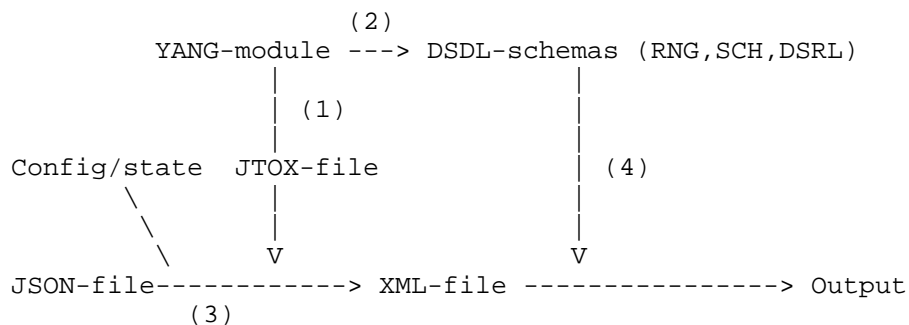 (2)
YANG-module ---> DSDL-schemas (RNG,SCH,DSRL)
| |
| |
| (1) |
| |
Config/state JTOX-file | (4)
\ | |
\ | |
\ | |
\ V V
JSON-file------------> XML-file ----------------> Output
(3)